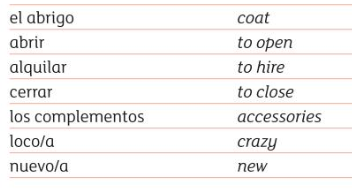 el abrigo coat
abrir to open
alquilar to hire
cerrar to close
los complementos accessories
loco/a crazy
nuevo/a new